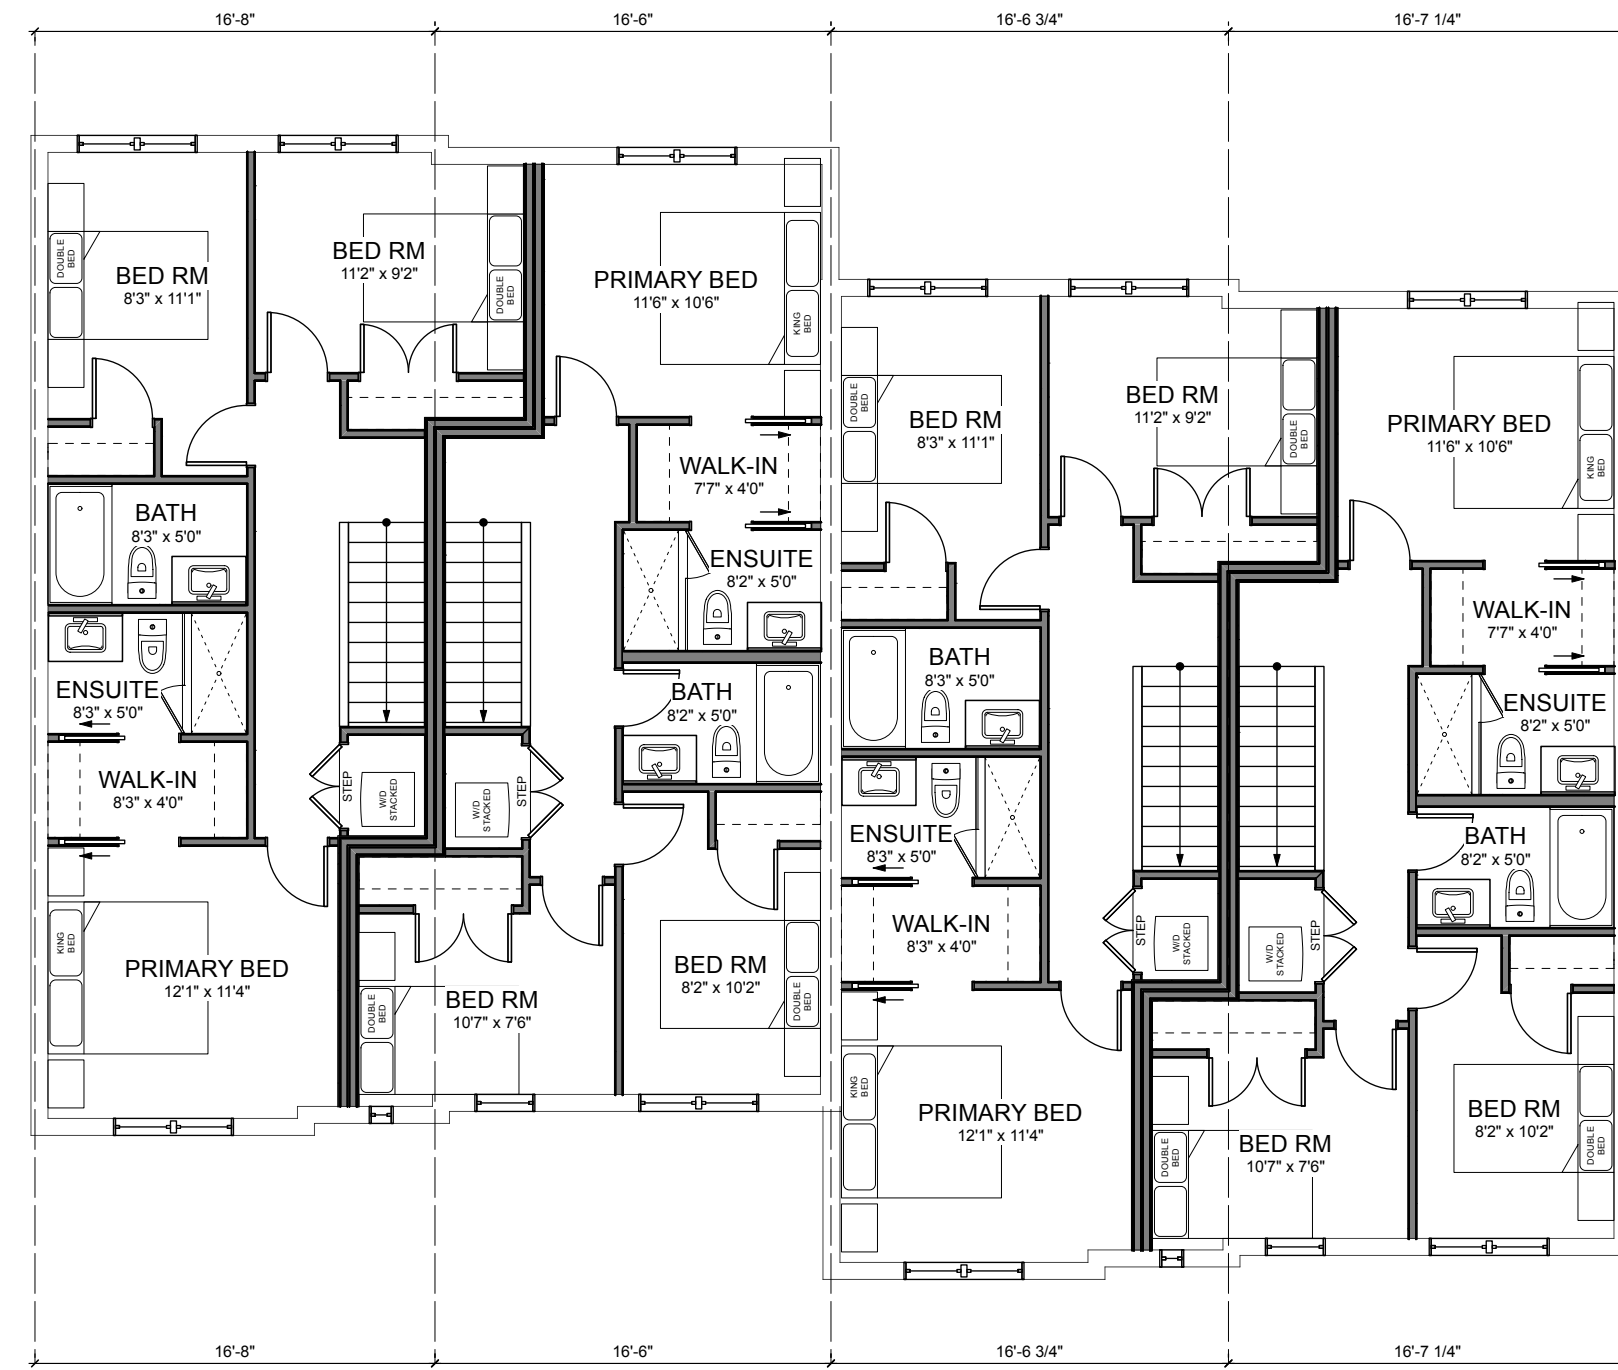 16'-8"
16'-6"
16'-6 3/4"
16'-7 1/4"
BED RM
8'3" x 11'1"
DOUBLE
BED
BED RM
11'2" x 9'2"
DOUBLE
BED
PRIMARY BED
11'6" x 10'6"
KING
BED
WALK-IN
7'7" x 4'0"
BATH
8'3" x 5'0"
ENSUITE
8'2" x 5'0"
ENSUITE
8'3" x 5'0"
BATH
8'2" x 5'0"
WALK-IN
8'3" x 4'0"
STEP
W/D
STACKED
W/D
STACKED
STEP
KING
BED
PRIMARY BED
12'1" x 11'4"
DOUBLE
BED
BED RM
10'7" x 7'6"
BED RM
8'2" x 10'2"
DOUBLE
BED
DOUBLE
BED
BED RM
8'3" x 11'1"
BED RM
11'2" x 9'2"
DOUBLE
BED
PRIMARY BED
11'6" x 10'6"
KING
BED
WALK-IN
7'7" x 4'0"
BATH
8'3" x 5'0"
ENSUITE
8'2" x 5'0"
ENSUITE
8'3" x 5'0"
BATH
8'2" x 5'0"
WALK-IN
8'3" x 4'0"
STEP
W/D
STACKED
W/D
STACKED
STEP
KING
BED
PRIMARY BED
12'1" x 11'4"
DOUBLE
BED
BED RM
10'7" x 7'6"
BED RM
8'2" x 10'2"
DOUBLE
BED
16'-8"
16'-6"
16'-6 3/4"
16'-7 1/4"